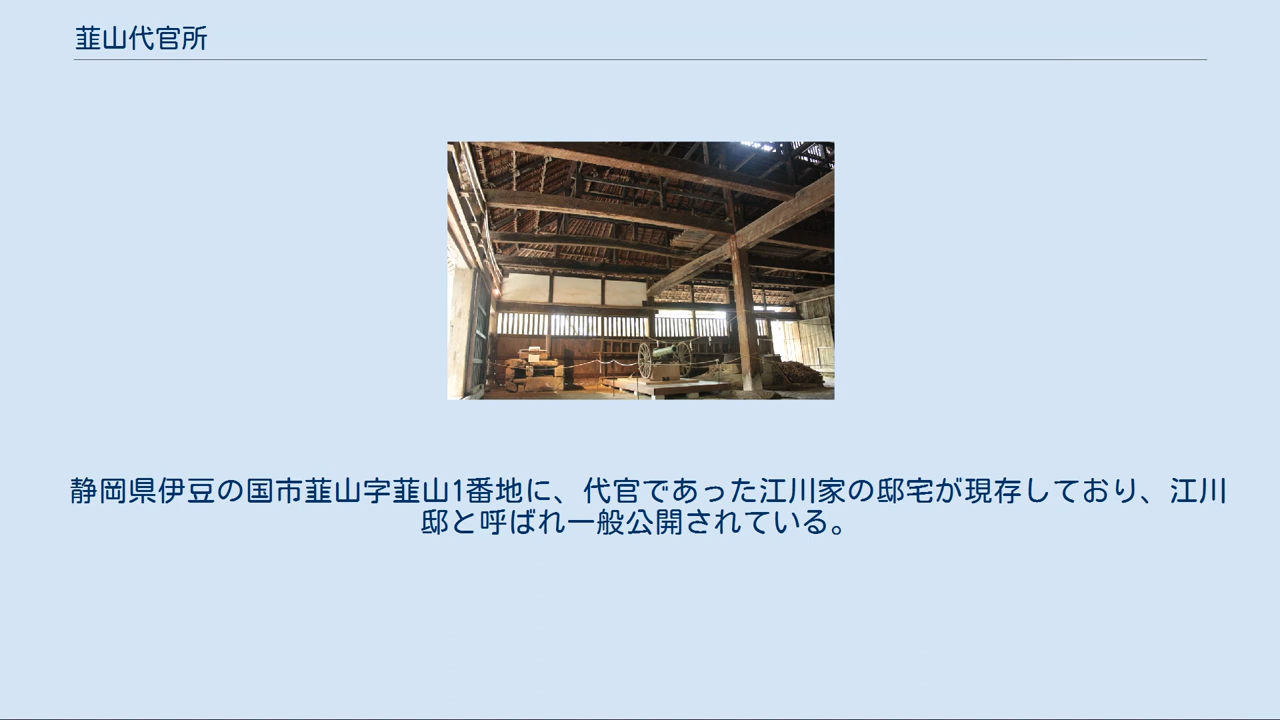 韮山代官所
静岡県伊豆の国市韮山字韮山1番地に、代官であった江川家の邸宅が現存しており、江川
邸と呼ばれ一般公開されている。